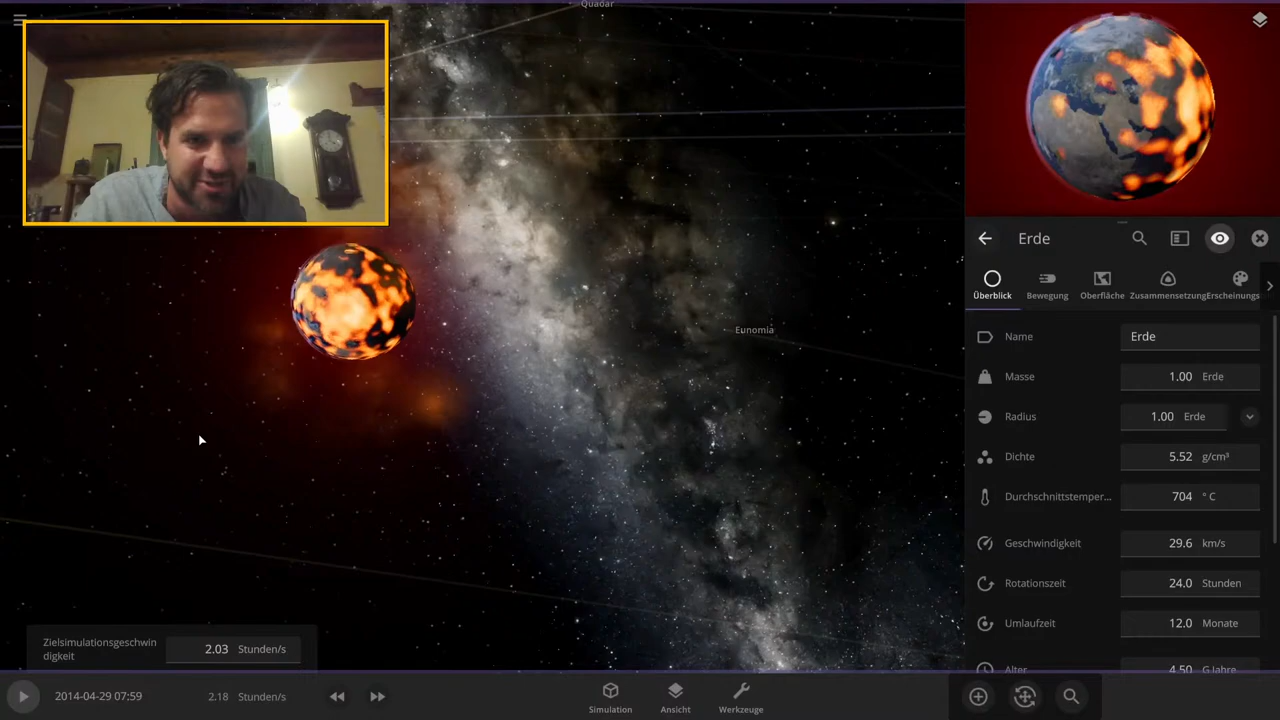 Quaoar
Eunomia
Erde
Überblick
Bewegung
Oberfläche
Zusammensetzung
Erscheinungs
Name
Erde
Masse
1.00 Erde
Radius
1.00 Erde
Dichte
5.52 g/cm³
Durchschnittstemper...
704 ° C
Geschwindigkeit
29.6 km/s
Rotationszeit
24.0 Stunden
Umlaufzeit
12.0 Monate
Alter
4.50 G Jahre
Zielsimulationsgeschwin
digkeit
2.03 Stunden/s
2014-04-29 07:59
2.18 Stunden/s
Simulation
Ansicht
Werkzeuge